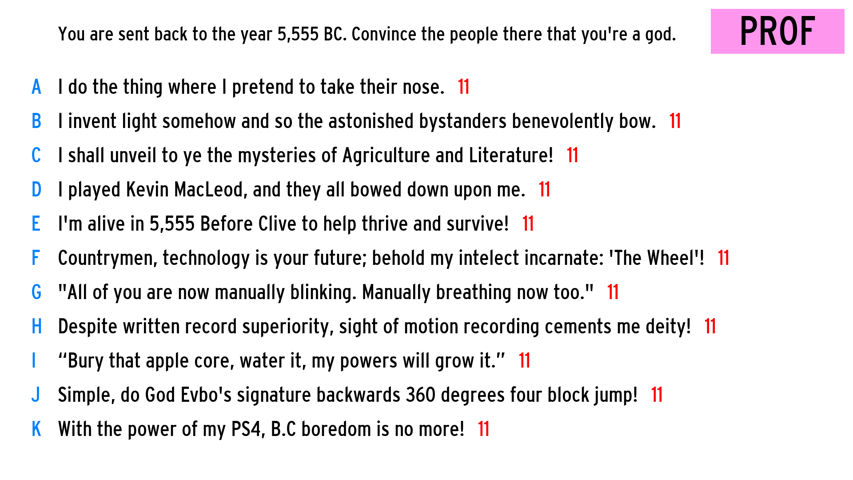 You are sent back to the year 5,555 BC. Convince the people there that you're a god.
PROF
A I do the thing where I pretend to take their nose. 11
B I invent light somehow and so the astonished bystanders benevolently bow. 11
C I shall unveil to ye the mysteries of Agriculture and Literature! 11
D I played Kevin MacLeod, and they all bowed down upon me. 11
E I'm alive in 5,555 Before Clive to help thrive and survive! 11
F Countrymen, technology is your future; behold my intelect incarnate: 'The Wheel'! 11
G "All of you are now manually blinking. Manually breathing now too." 11
H Despite written record superiority, sight of motion recording cements me deity! 11
I “Bury that apple core, water it, my powers will grow it.” 11
J Simple, do God Evbo's signature backwards 360 degrees four block jump! 11
K With the power of my PS4, B.C boredom is no more! 11